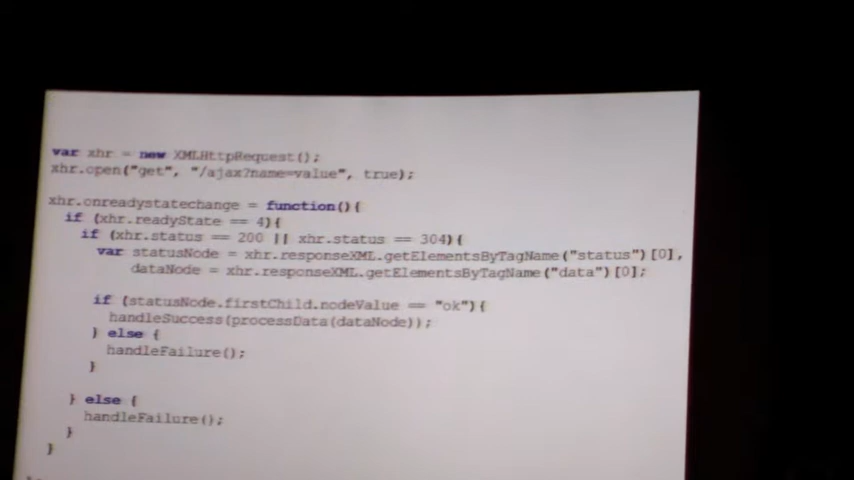 var xhr = new XMLHttpRequest();
xhr.open("get", "/ajax?name=value", true);
xhr.onreadystatechange = function(){
if (xhr.readyState == 4){
if (xhr.status == 200 || xhr.status == 304){
var statusNode = xhr.responseXML.getElementsByTagName("status")[0],
dataNode = xhr.responseXML.getElementsByTagName("data")[0];
if (statusNode.firstChild.nodeValue == "ok"){
handleSuccess(processData(dataNode));
} else {
handleFailure();
}
} else {
handleFailure();
}
}